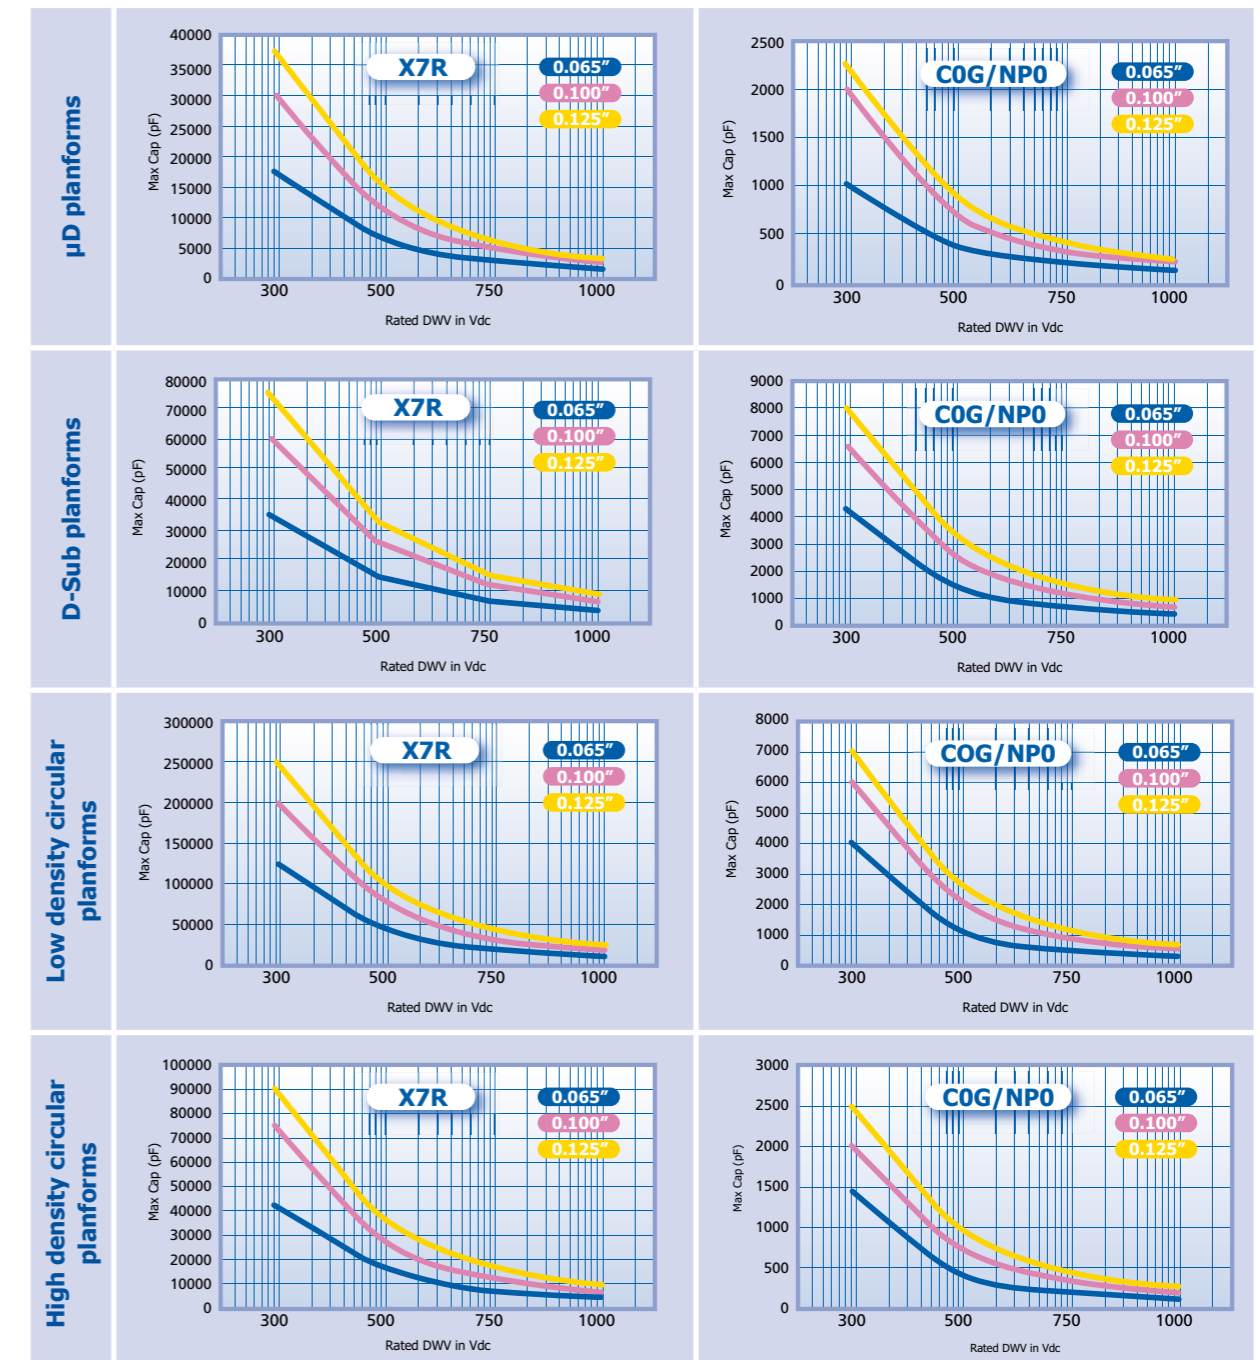 µD planforms
40000
35000
30000
25000
20000
15000
10000
5000
0
Max Cap (pF)
X7R
0.065”
0.100”
0.125”
300 500 750 1000
Rated DWV in Vdc
2500
2000
1500
1000
500
0
Max Cap (pF)
C0G/NP0
0.065”
0.100”
0.125”
300 500 750 1000
Rated DWV in Vdc
D-Sub planforms
80000
70000
60000
50000
40000
30000
20000
10000
0
Max Cap (pF)
X7R
0.065”
0.100”
0.125”
300 500 750 1000
Rated DWV in Vdc
9000
8000
7000
6000
5000
4000
3000
2000
1000
0
Max Cap (pF)
C0G/NP0
0.065”
0.100”
0.125”
300 500 750 1000
Rated DWV in Vdc
Low density circular
planforms
300000
250000
200000
150000
100000
50000
0
Max Cap (pF)
X7R
0.065”
0.100”
0.125”
300 500 750 1000
Rated DWV in Vdc
8000
7000
6000
5000
4000
3000
2000
1000
0
Max Cap (pF)
COG/NP0
0.065”
0.100”
0.125”
300 500 750 1000
Rated DWV in Vdc
High density circular
planforms
100000
90000
80000
70000
60000
50000
40000
30000
20000
10000
0
Max Cap (pF)
X7R
0.065”
0.100”
0.125”
300 500 750 1000
Rated DWV in Vdc
3000
2500
2000
1500
1000
500
0
Max Cap (pF)
C0G/NP0
0.065”
0.100”
0.125”
300 500 750 1000
Rated DWV in Vdc